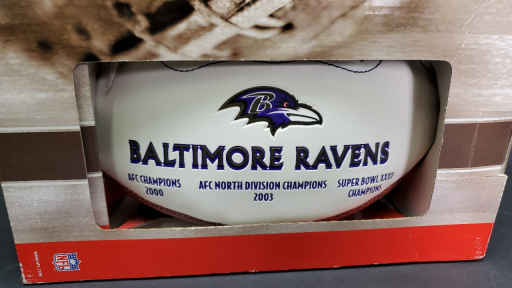 B
BALTIMORE RAVENS
AFC CHAMPIONS
2000
AFC NORTH DIVISION CHAMPIONS
2003
SUPER BOWL XXXV
CHAMPIONS
NFL